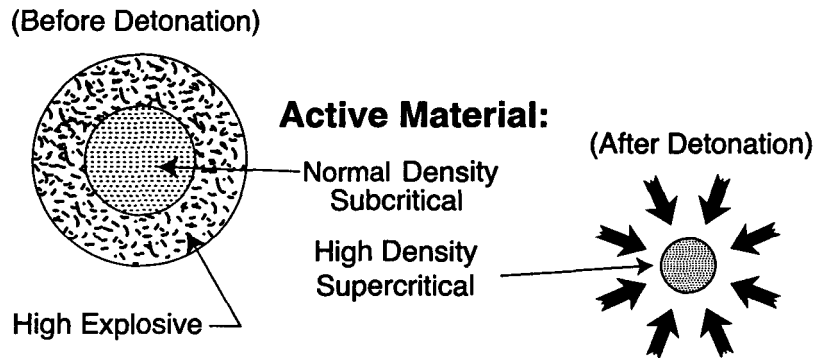 (Before Detonation)
Active Material:
Normal Density
Subcritical
High Density
Supercritical
High Explosive
(After Detonation)